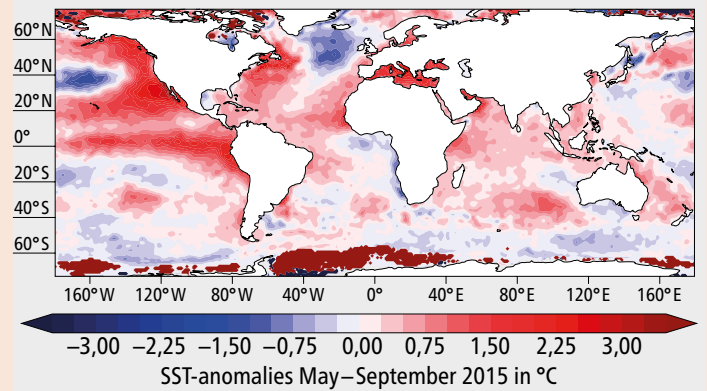 60°N
40°N
20°N
0°
20°S
40°S
60°S
160°W 120°W 80°W 40°W 0°E 40°E 80°E 120°E 160°E
−3,00 −2,25 −1,50 −0,75 0,00 0,75 1,50 2,25 3,00
SST-anomalies May–September 2015 in °C